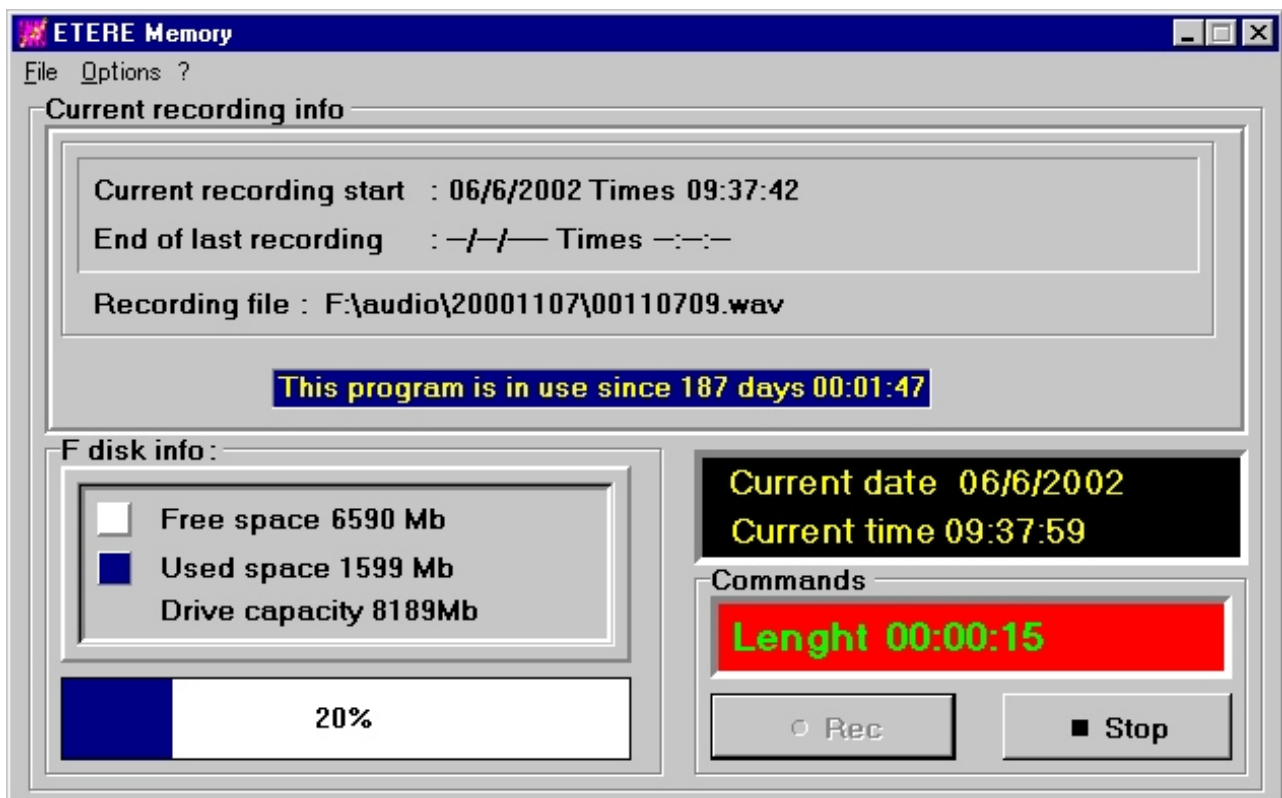 ETERE Memory
File Options ?
Current recording info
Current recording start : 06/6/2002 Times 09:37:42
End of last recording : --/--/---- Times --:--:--
Recording file : F:\audio\20001107\00110709.wav
This program is in use since 187 days 00:01:47
F disk info :
Free space 6590 Mb
Used space 1599 Mb
Drive capacity 8189Mb
20%
Current date 06/6/2002
Current time 09:37:59
Commands
Lenght 00:00:15
Rec
Stop